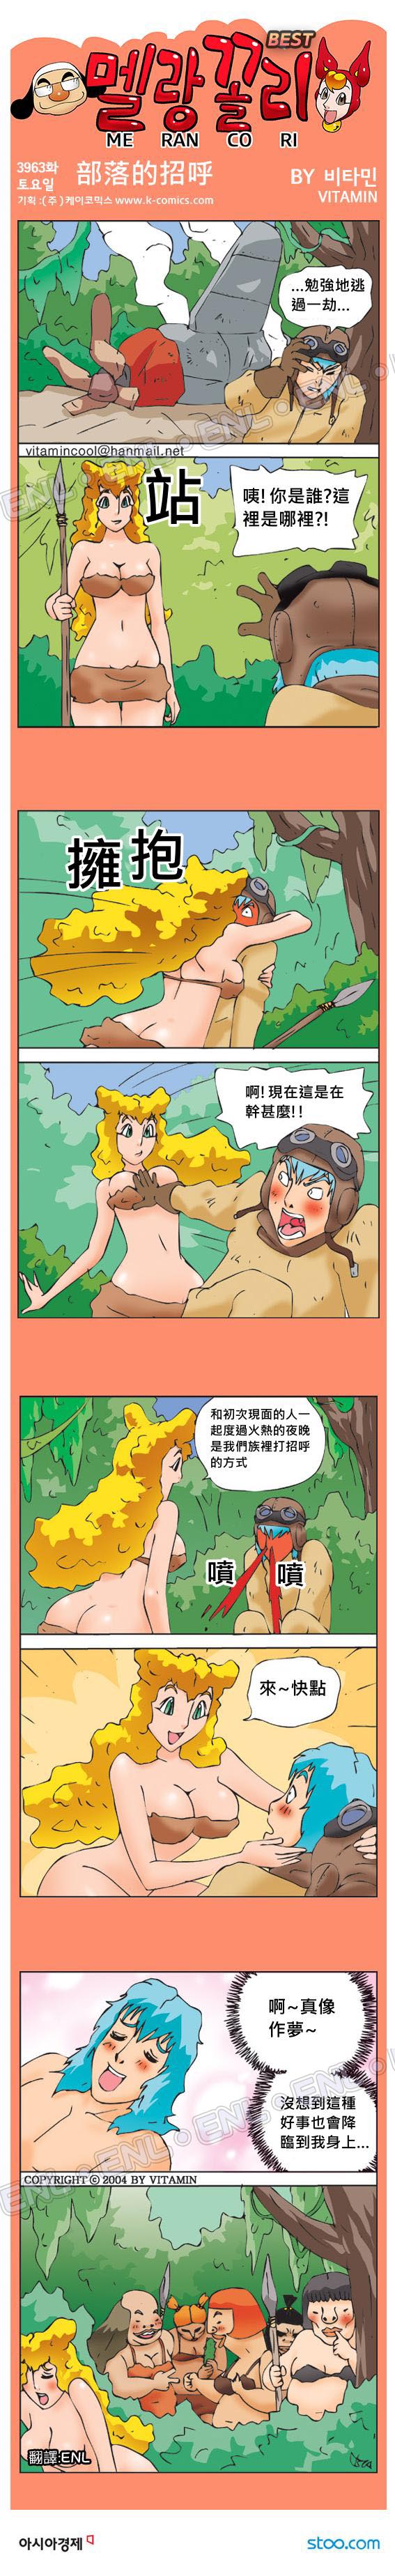 BEST
멜랑꼴리
ME RAN CO RI
3963화
토요일
部落的招呼
BY 비타민
VITAMIN
기획 :(주)케이코믹스 www.k-comics.com
...勉強地逃
過一劫...
vitamincool@hanmail.net
站
咦! 你是誰?這
裡是哪裡?!
擁抱
啊! 現在這是在
幹甚麼! !
和初次現面的人一
起度過火熱的夜晚
是我們族裡打招呼
的方式
噴
噴
來~快點
啊~真像
作夢~
沒想到這種
好事也會降
臨到我身上...
COPYRIGHT ⓒ 2004 BY VITAMIN
翻譯:ENL
아시아경제
stoo.com
ENL
ENL
ENL
ENL
ENL
ENL